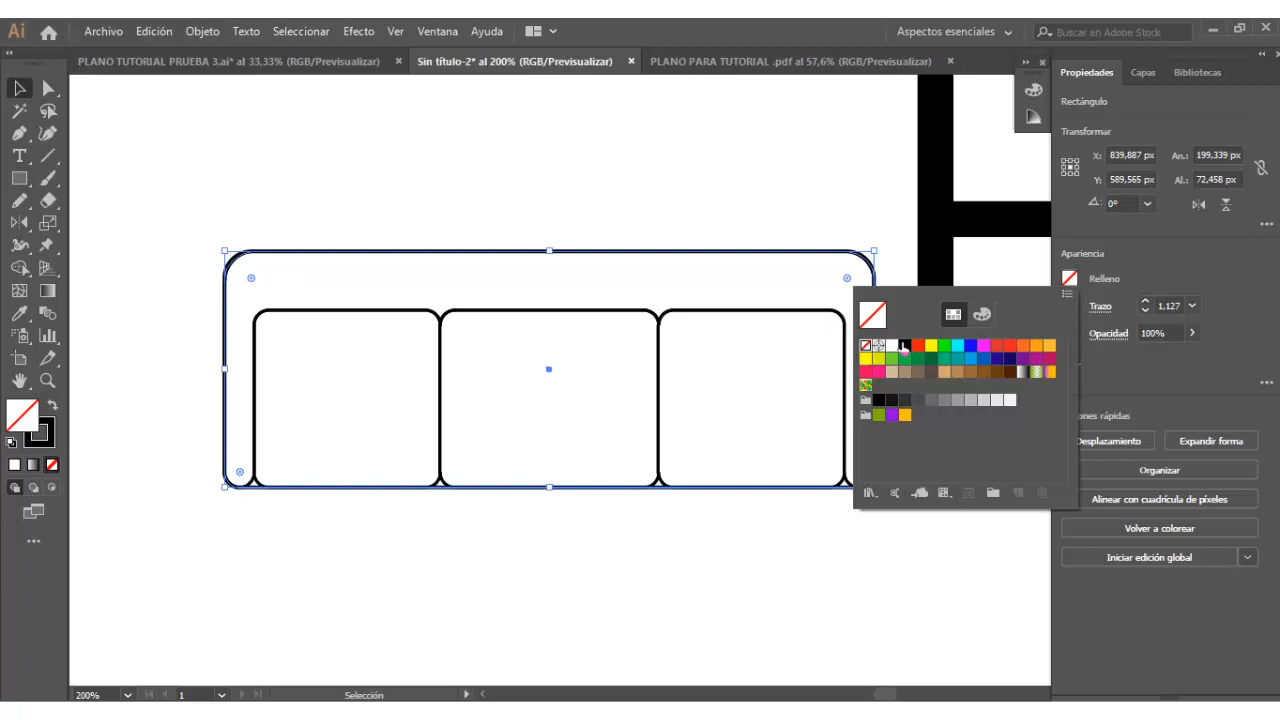 Ai Archivo Edición Objeto Texto Seleccionar Efecto Ver Ventana Ayuda Aspectos esenciales Buscar en Adobe Stock
PLANO TUTORIAL PRUEBA 3.ai* al 33,33% (RGB/Previsualizar) Sin título-2* al 200% (RGB/Previsualizar) PLANO PARA TUTORIAL .pdf al 57,6% (RGB/Previsualizar)
Propiedades Capas Bibliotecas
Rectángulo
Transformar
X: 839,887 px An.: 199,339 px
Y: 589,565 px Al.: 72,458 px
0°
Apariencia
Relleno
Trazo 1,127
Opacidad 100%
ones rápidas
Desplazamiento Expandir forma
Organizar
Alinear con cuadrícula de píxeles
Volver a colorear
Iniciar edición global
200% 1 Selección